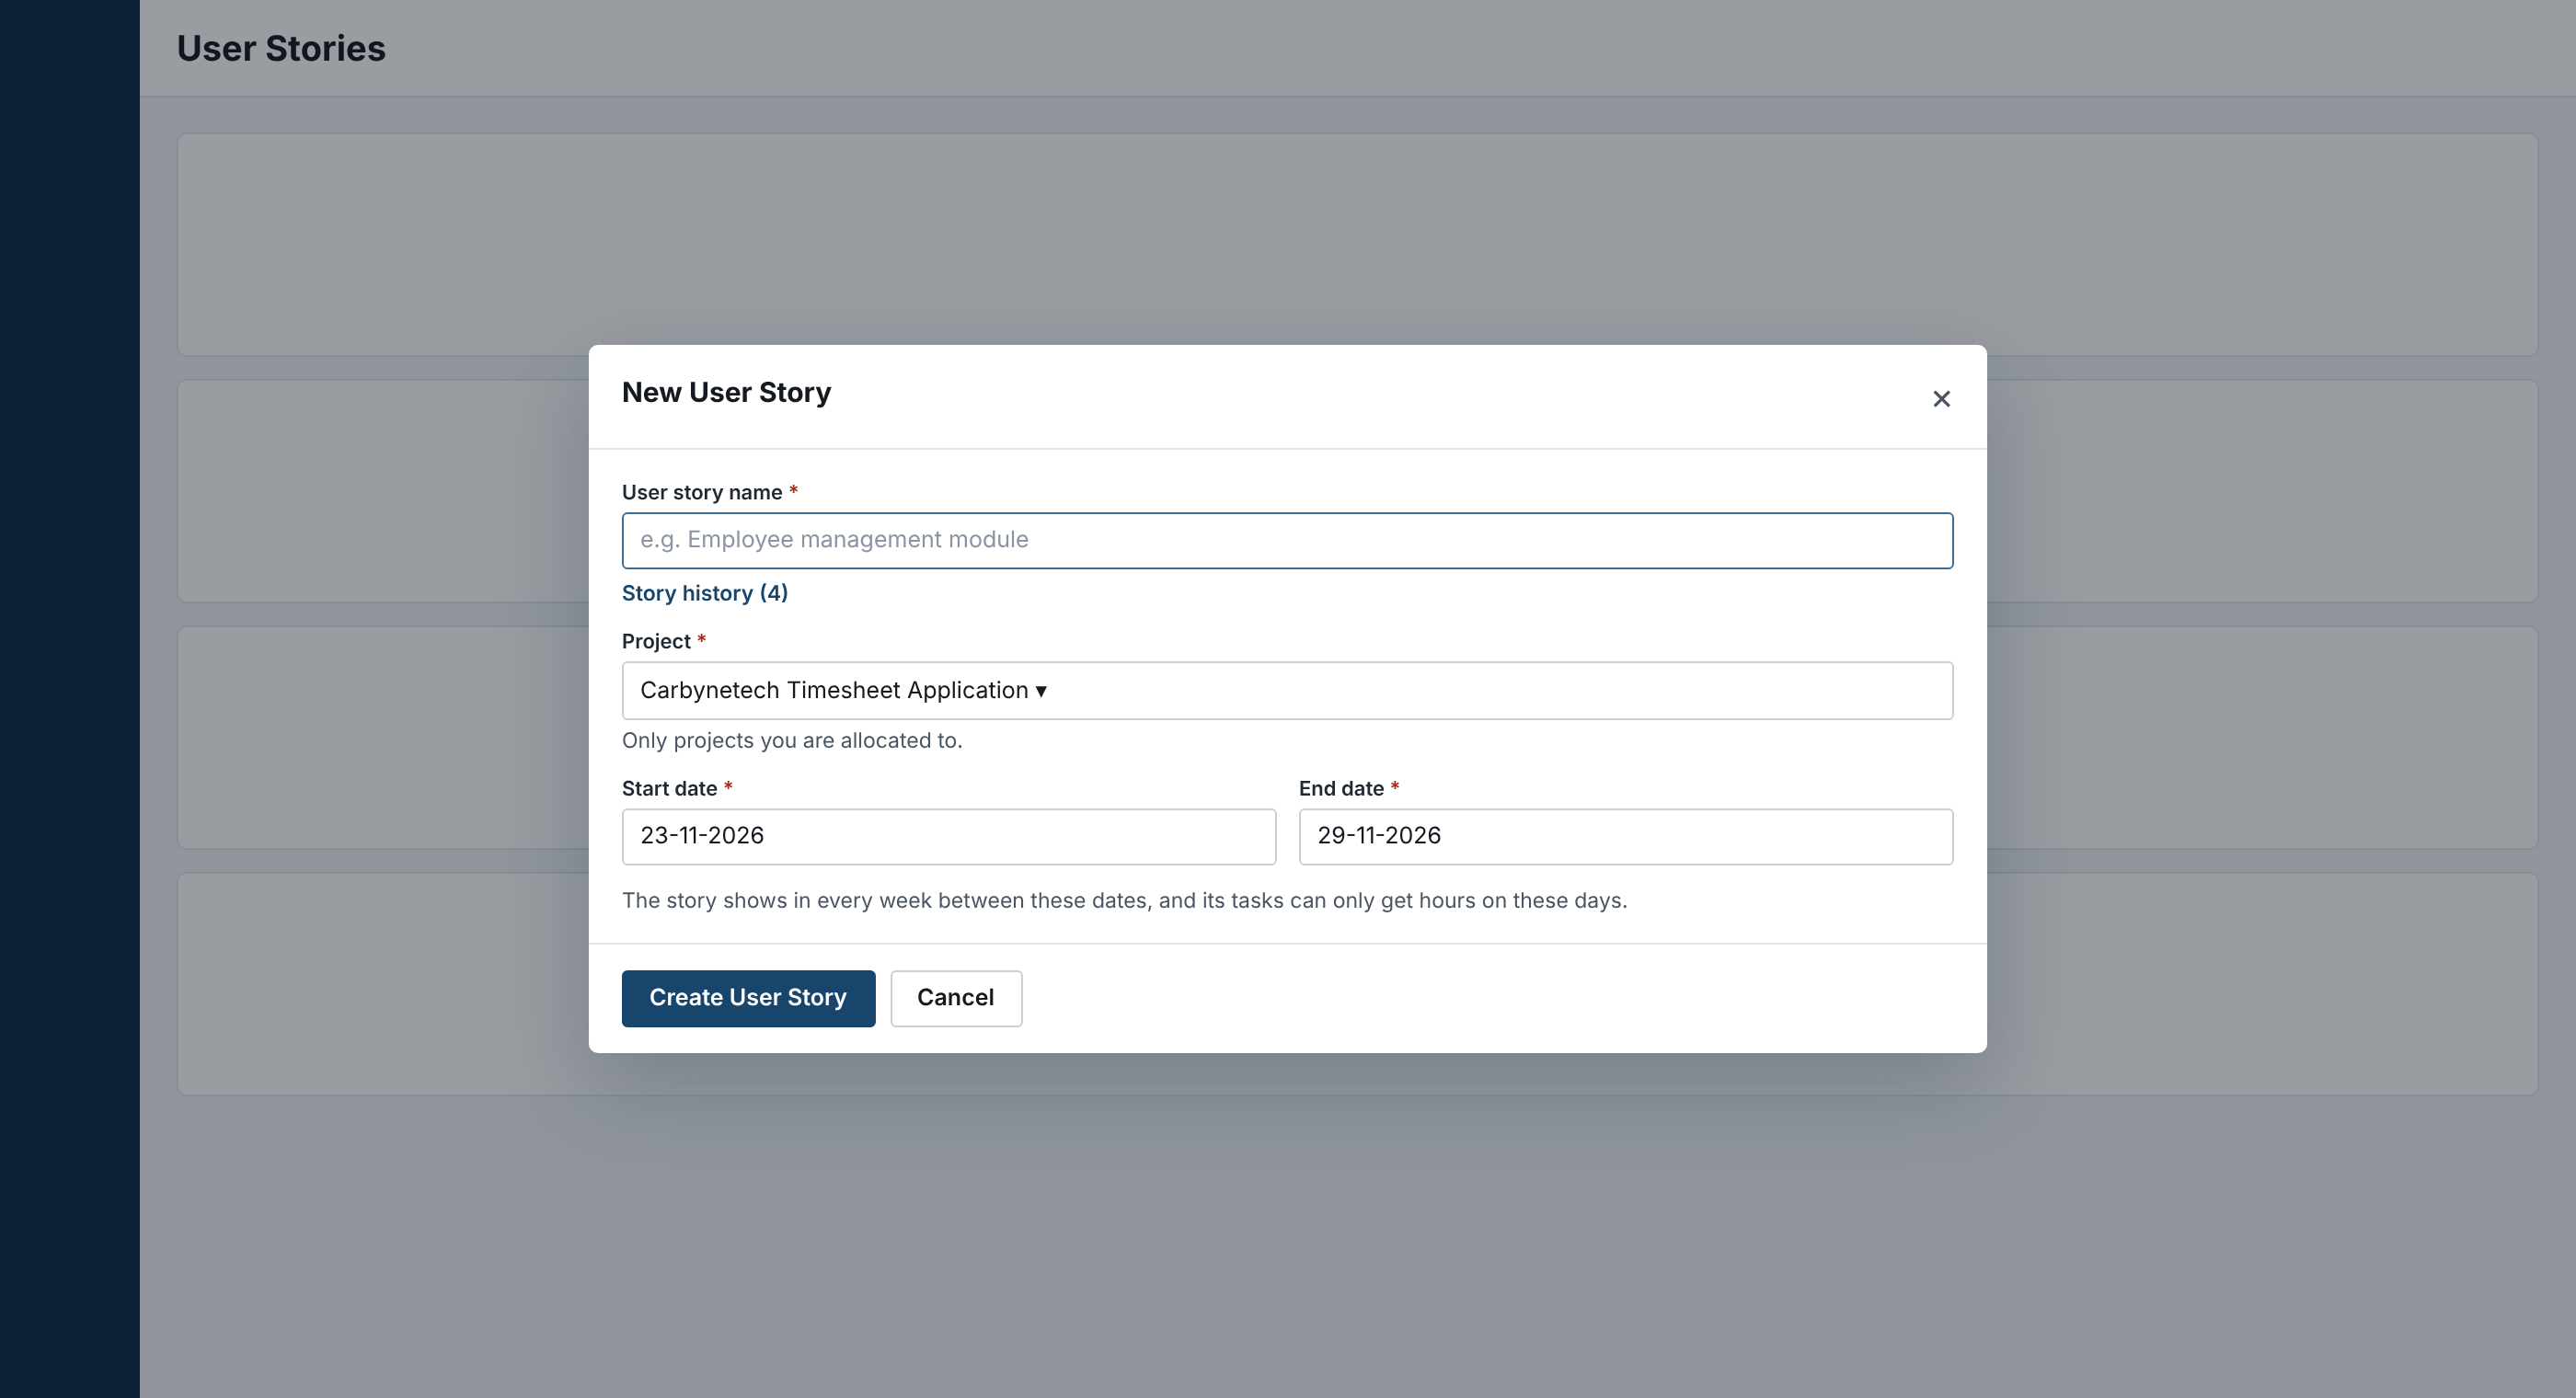 User Stories
New User Story
×
User story name *
e.g. Employee management module
Story history (4)
Project *
Carbynetech Timesheet Application ▾
Only projects you are allocated to.
Start date *
End date *
23-11-2026
29-11-2026
The story shows in every week between these dates, and its tasks can only get hours on these days.
Create User Story
Cancel